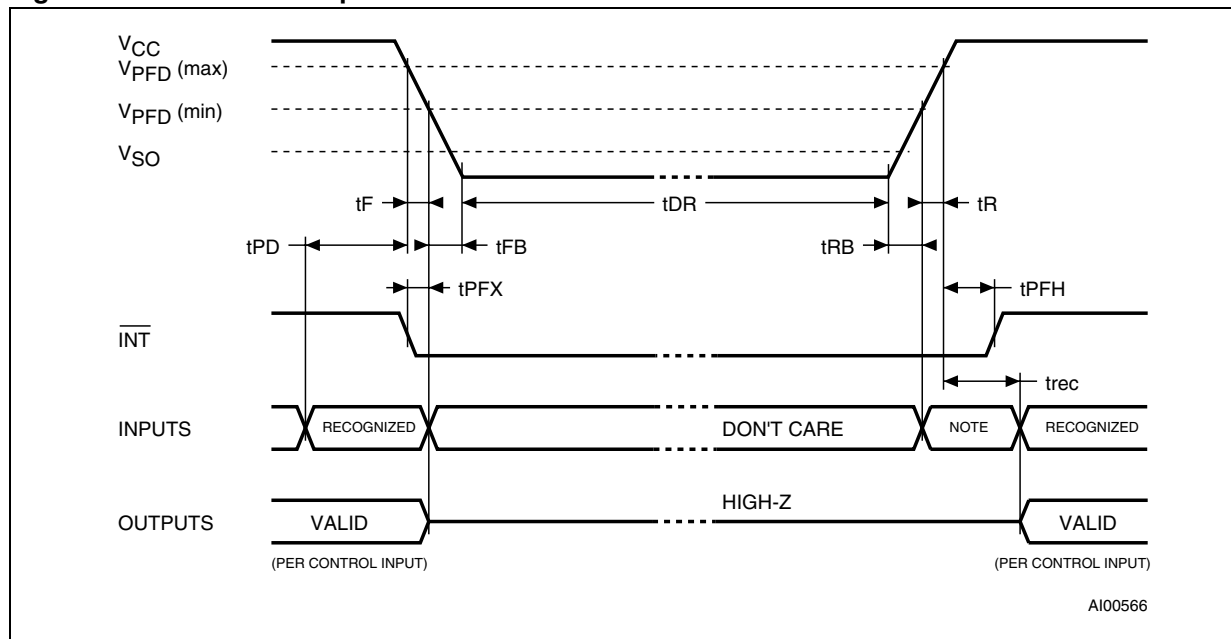 VCC
VPFD (max)
VPFD (min)
VSO
tF
tDR
tR
tPD
tFB
tRB
tPFX
tPFH
INT
trec
INPUTS
RECOGNIZED
DON'T CARE
NOTE
RECOGNIZED
HIGH-Z
OUTPUTS
VALID
VALID
(PER CONTROL INPUT)
(PER CONTROL INPUT)
AI00566